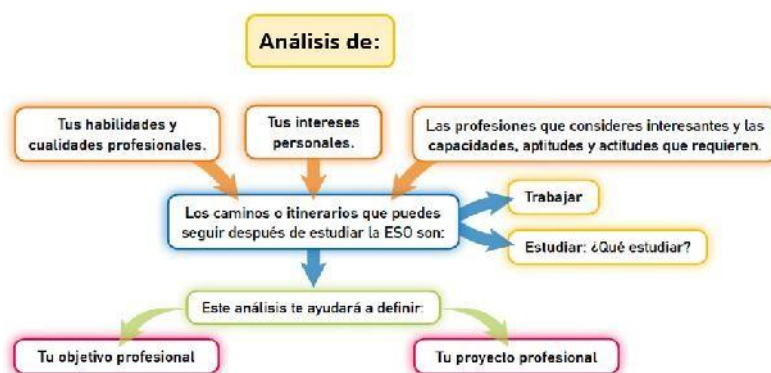 Análisis de:
Tus habilidades y
cualidades profesionales.
Tus intereses
personales.
Las profesiones que consideres interesantes y las
capacidades, aptitudes y actitudes que requieren.
Los caminos o itinerarios que puedes
seguir después de estudiar la ESO son:
Trabajar
Estudiar: ¿Qué estudiar?
Este análisis te ayudará a definir:
Tu objetivo profesional
Tu proyecto profesional